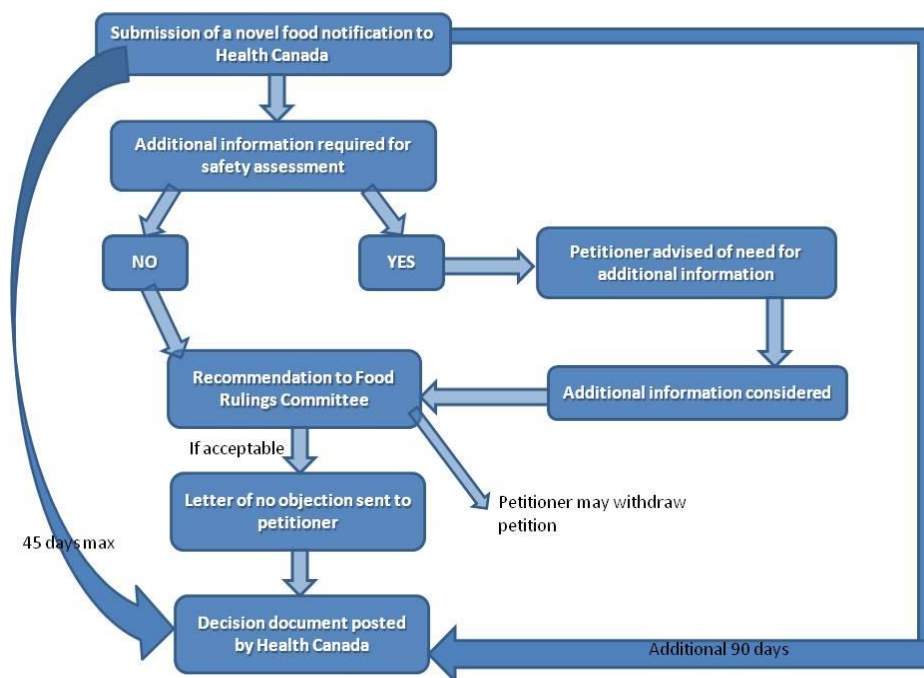 Submission of a novel food notification to
Health Canada
Additional information required for
safety assessment
NO
YES
Petitioner advised of need for
additional information
Recommendation to Food
Rulings Committee
Additional information considered
If acceptable
Letter of no objection sent to
petitioner
Petitioner may withdraw
petition
45 days max
Decision document posted
by Health Canada
Additional 90 days